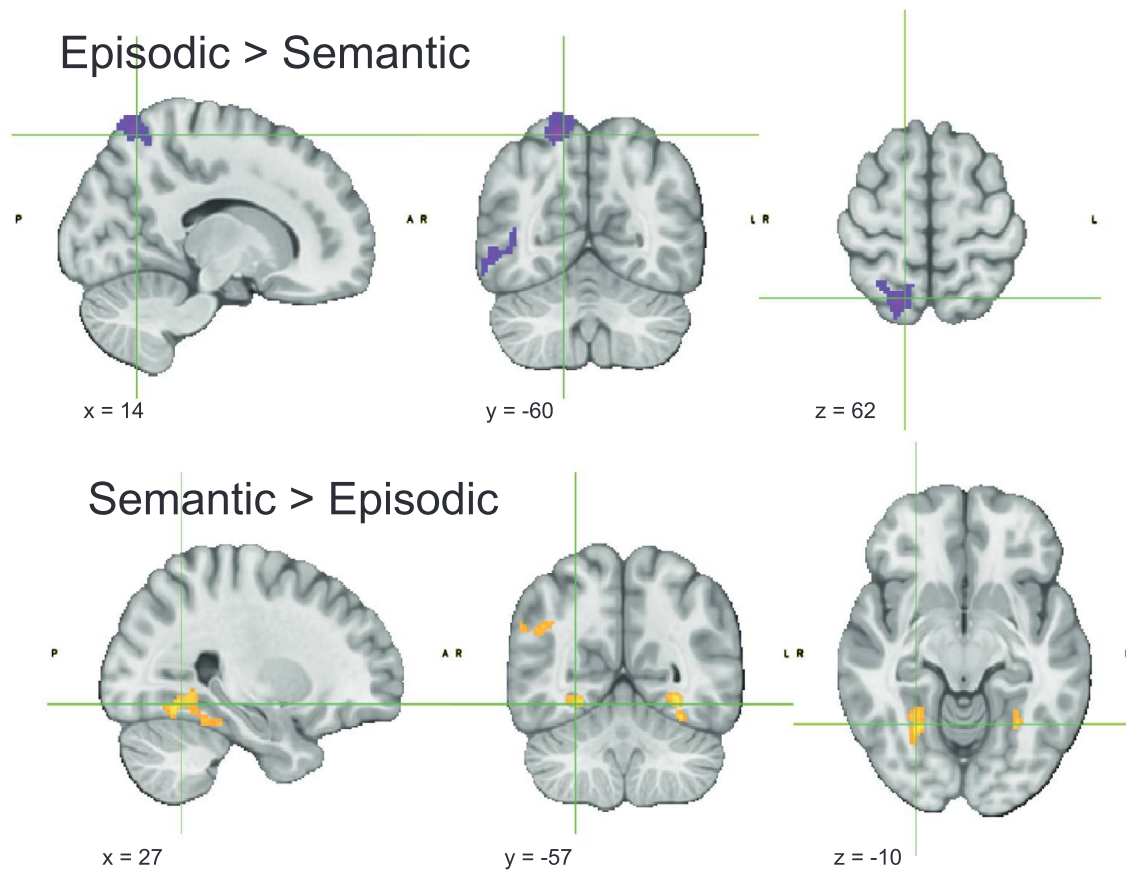 Episodic > Semantic
P
A R
L R
L
x = 14
y = -60
z = 62
Semantic > Episodic
P
A R
L R
x = 27
y = -57
z = -10